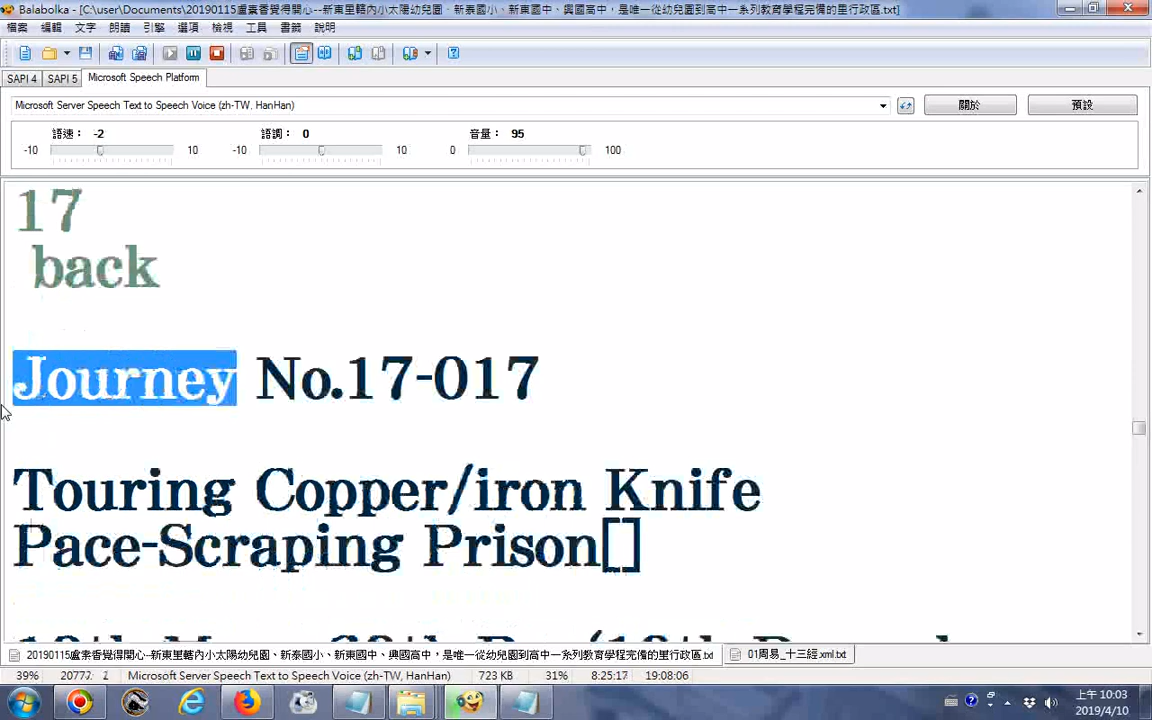 Balabolka - [C:\user\Documents\20190115盧素香覺得開心--新東里轄內小太陽幼兒園、新泰國小、新東國中、興國高中，是唯一從幼兒園到高中一系列教育學程完備的里行政區.txt]
檔案 編輯 文字 朗讀 引擎 選項 檢視 工具 書籤 說明
SAPI 4 SAPI 5 Microsoft Speech Platform
Microsoft Server Speech Text to Speech Voice (zh-TW, HanHan)
關於 預設
語速： -2 語調： 0 音量： 95
-10 10 -10 10 0 100
17
back
Journey No.17-017
Touring Copper/iron Knife
Pace-Scraping Prison[]
20190115盧素香覺得開心--新東里轄內小太陽幼兒園、新泰國小、新東國中、興國高中，是唯一從幼兒園到高中一系列教育學程完備的里行政區.txt 01周易_十三經.xml.txt
39% Microsoft Server Speech Text to Speech Voice (zh-TW, HanHan) 723 KB 31% 8:25:17 19:08:06
上午 10:03
2019/4/10